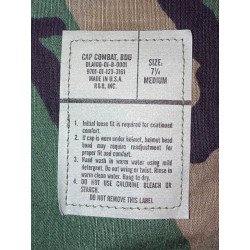 CAP COMBAT, BDU
DLA100-01-D-0001
8701-01-123-3161
MADE IN U.S.A.
R&B, INC.
SIZE:
7¼
MEDIUM
1. Initial loose fit is required for continued
comfort.
2. If cap is worn under helmet, helmet head
band may require readjustment for
proper fit and comfort.
3. Hand wash in warm water using mild
detergent. Do not wring or twist. Rinse in
warm clean water. Hang to dry.
4. DO NOT USE CHLORINE BLEACH OR
STARCH.
DO NOT REMOVE THIS LABEL